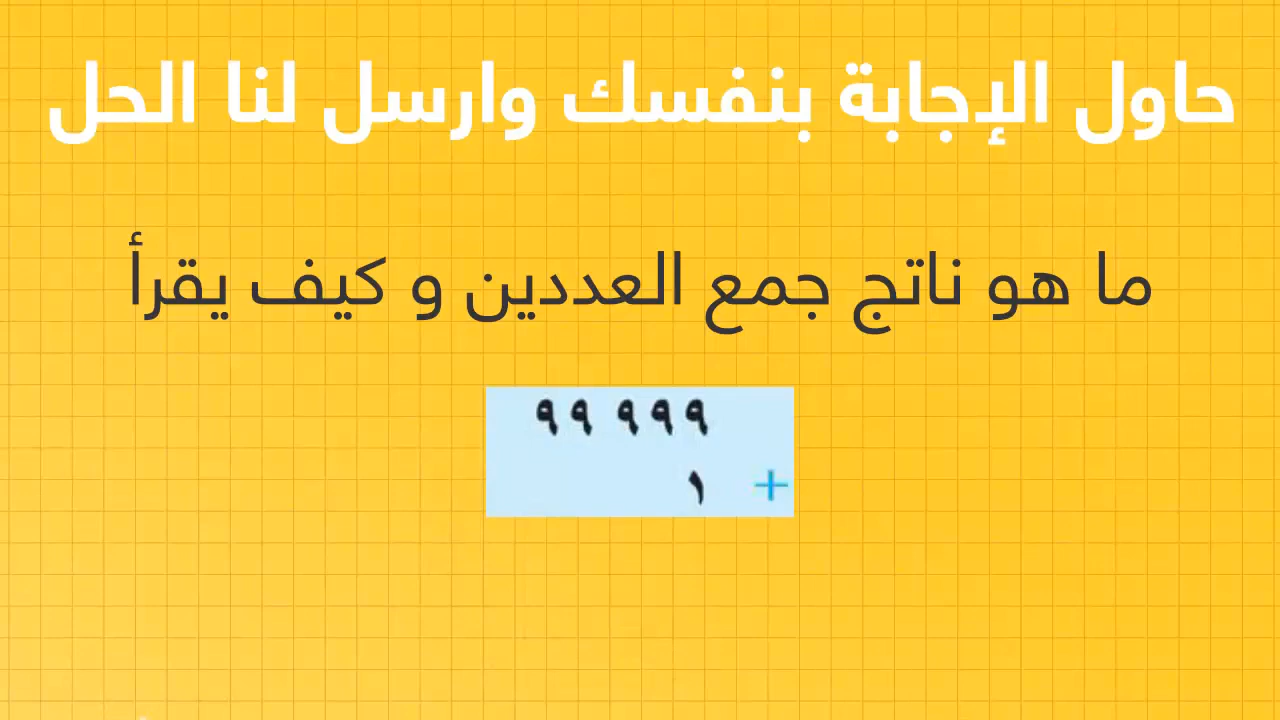 حاول الإجابة بنفسك وارسل لنا الحل
ما هو ناتج جمع العددين و كيف يقرأ
٩٩ ٩٩٩
١ +